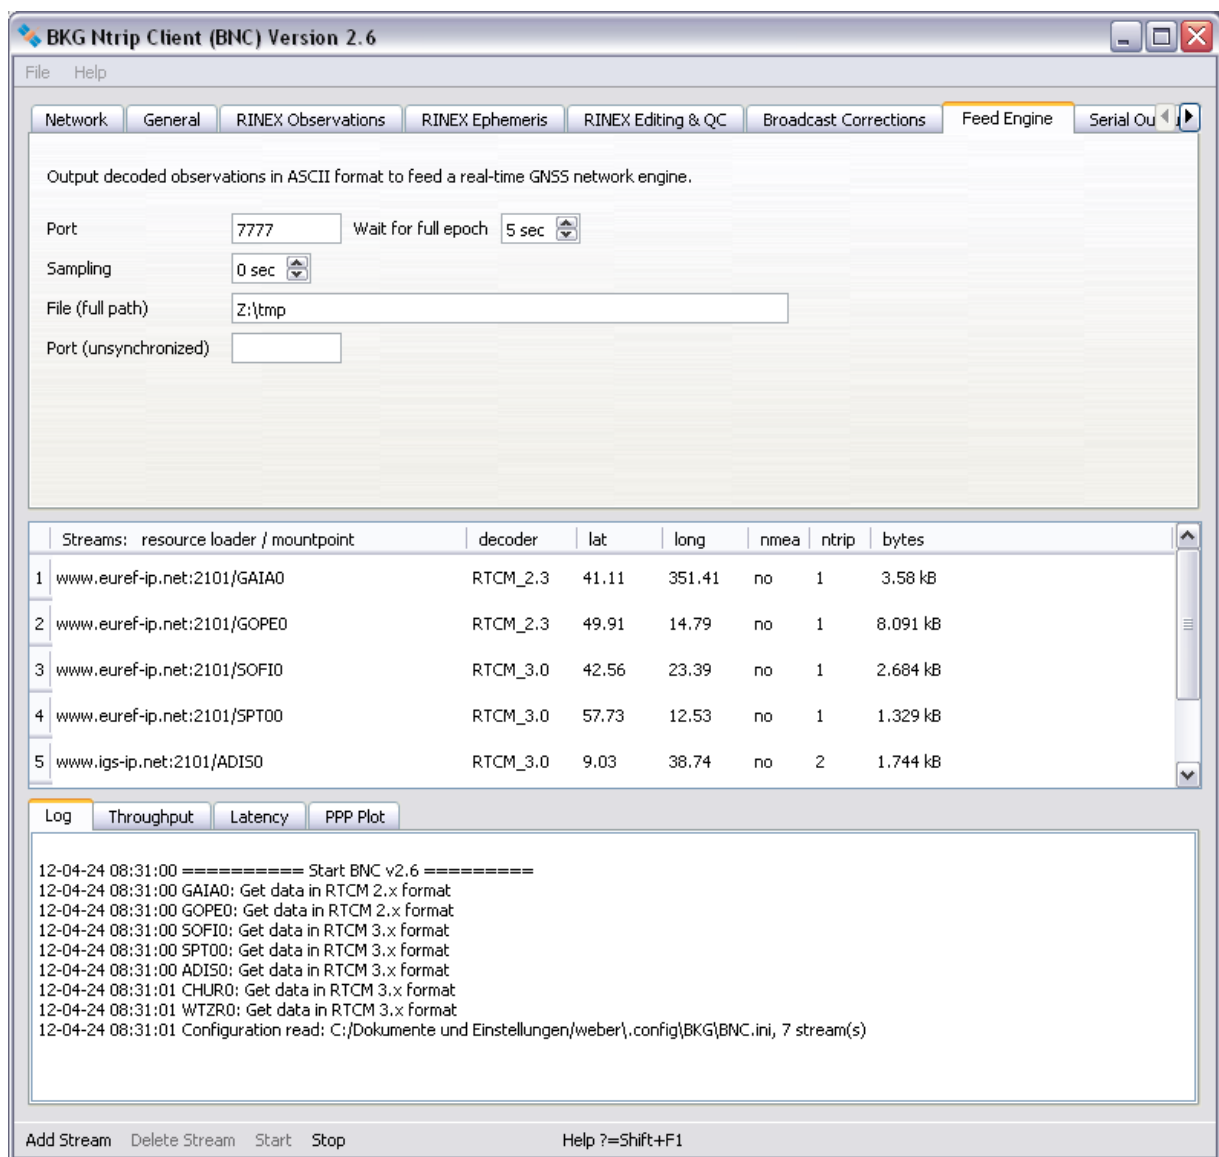 BKG Ntrip Client (BNC) Version 2.6
File Help
Network General RINEX Observations RINEX Ephemeris RINEX Editing & QC Broadcast Corrections Feed Engine Serial Ou
Output decoded observations in ASCII format to feed a real-time GNSS network engine.
Port 7777 Wait for full epoch 5 sec
Sampling 0 sec
File (full path) Z:\tmp
Port (unsynchronized)
Streams: resource loader / mountpoint decoder lat long nmea ntrip bytes
1 www.euref-ip.net:2101/GAIA0 RTCM_2.3 41.11 351.41 no 1 3.58 kB
2 www.euref-ip.net:2101/GOPE0 RTCM_2.3 49.91 14.79 no 1 8.091 kB
3 www.euref-ip.net:2101/SOFI0 RTCM_3.0 42.56 23.39 no 1 2.684 kB
4 www.euref-ip.net:2101/SPT00 RTCM_3.0 57.73 12.53 no 1 1.329 kB
5 www.igs-ip.net:2101/ADIS0 RTCM_3.0 9.03 38.74 no 2 1.744 kB
Log Throughput Latency PPP Plot
12-04-24 08:31:00 ========== Start BNC v2.6 =========
12-04-24 08:31:00 GAIA0: Get data in RTCM 2.x format
12-04-24 08:31:00 GOPE0: Get data in RTCM 2.x format
12-04-24 08:31:00 SOFI0: Get data in RTCM 3.x format
12-04-24 08:31:00 SPT00: Get data in RTCM 3.x format
12-04-24 08:31:00 ADIS0: Get data in RTCM 3.x format
12-04-24 08:31:01 CHUR0: Get data in RTCM 3.x format
12-04-24 08:31:01 WTZR0: Get data in RTCM 3.x format
12-04-24 08:31:01 Configuration read: C:/Dokumente und Einstellungen/weber\.config\BKG\BNC.ini, 7 stream(s)
Add Stream Delete Stream Start Stop Help ?=Shift+F1